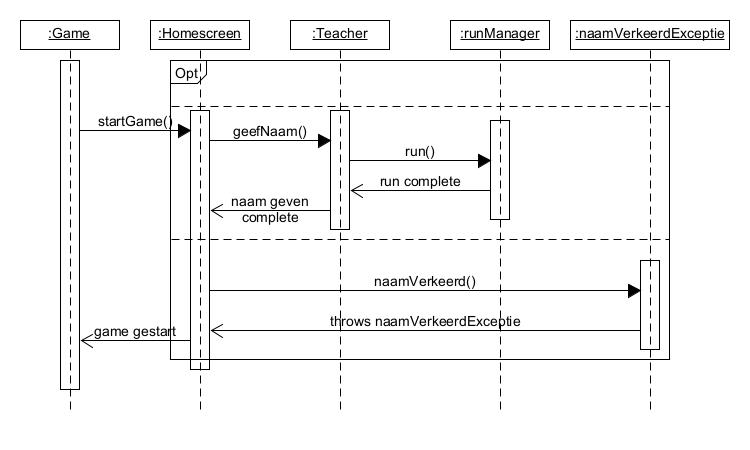 :Game
:Homescreen
:Teacher
:runManager
:naamVerkeerdExceptie
Opt
startGame()
geefNaam()
run()
run complete
naam geven
complete
naamVerkeerd()
throws naamVerkeerdExceptie
game gestart